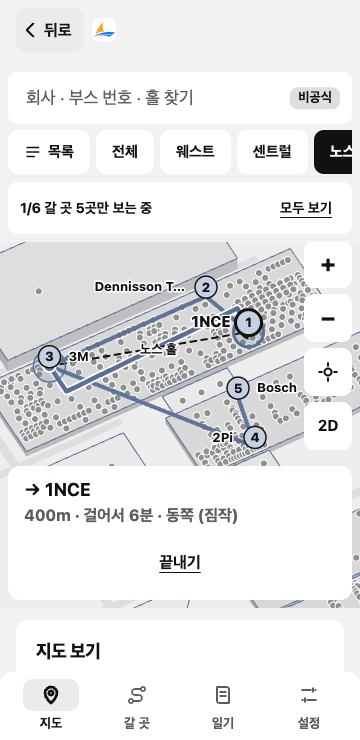 뒤로
회사 · 부스 번호 · 홀 찾기
비공식
목록
전체
웨스트
센트럴
노스
1/6 갈 곳 5곳만 보는 중
모두 보기
Dennisson T...
2
1NCE
1
노스홀
3
3M
5
Bosch
2Pi
4
+
−
2D
→ 1NCE
400m · 걸어서 6분 · 동쪽 (짐작)
끝내기
지도 보기
지도
갈 곳
일기
설정